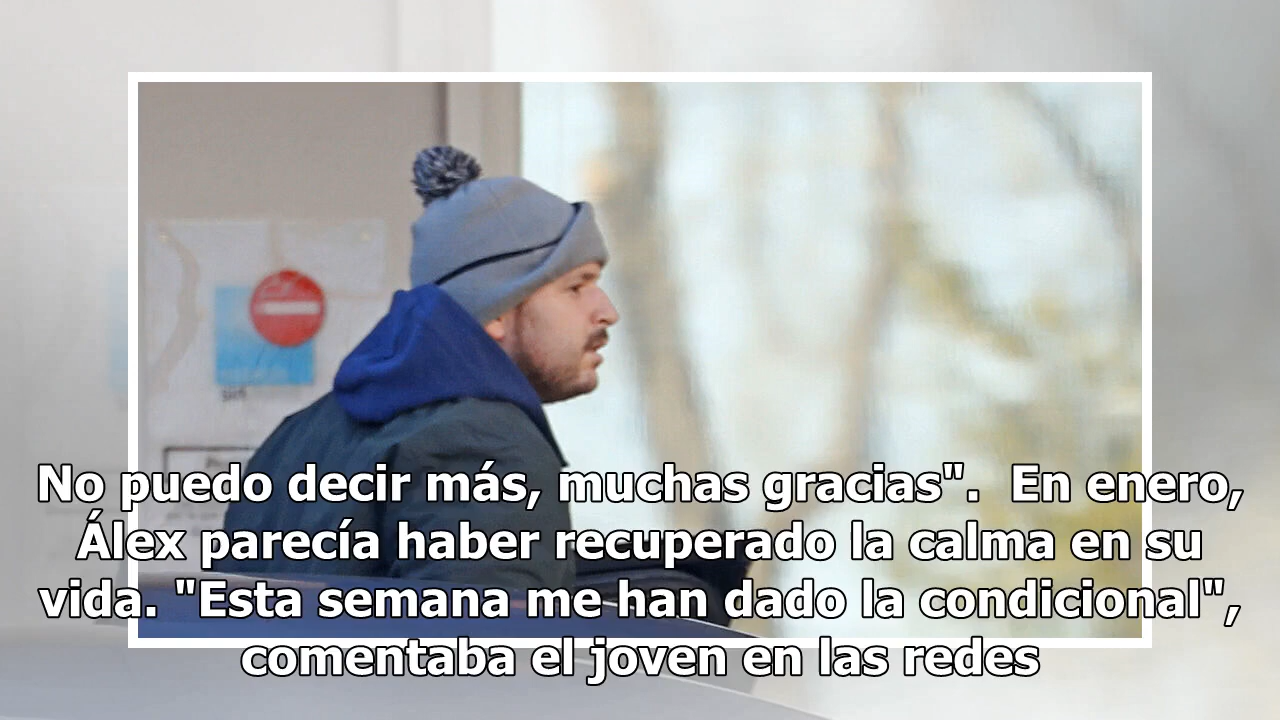 No puedo decir más, muchas gracias".  En enero,
Álex parecía haber recuperado la calma en su
vida. "Esta semana me han dado la condicional",
comentaba el joven en las redes